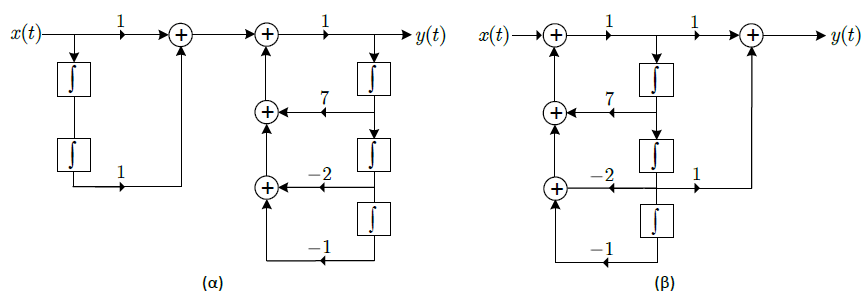 x(t) 1 + + 1 y(t)
∫ ∫
+ 7
∫ ∫
1 + −2
∫
−1
(α)
x(t) + 1 1 + y(t)
∫
+ 7
∫
+ −2 1
∫
−1
(β)